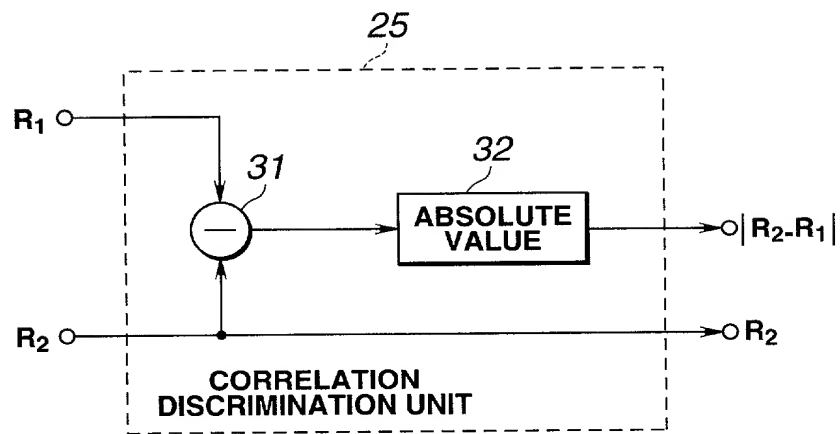 25
R1
31
32
ABSOLUTE
VALUE
|R2-R1|
R2
R2
CORRELATION
DISCRIMINATION UNIT